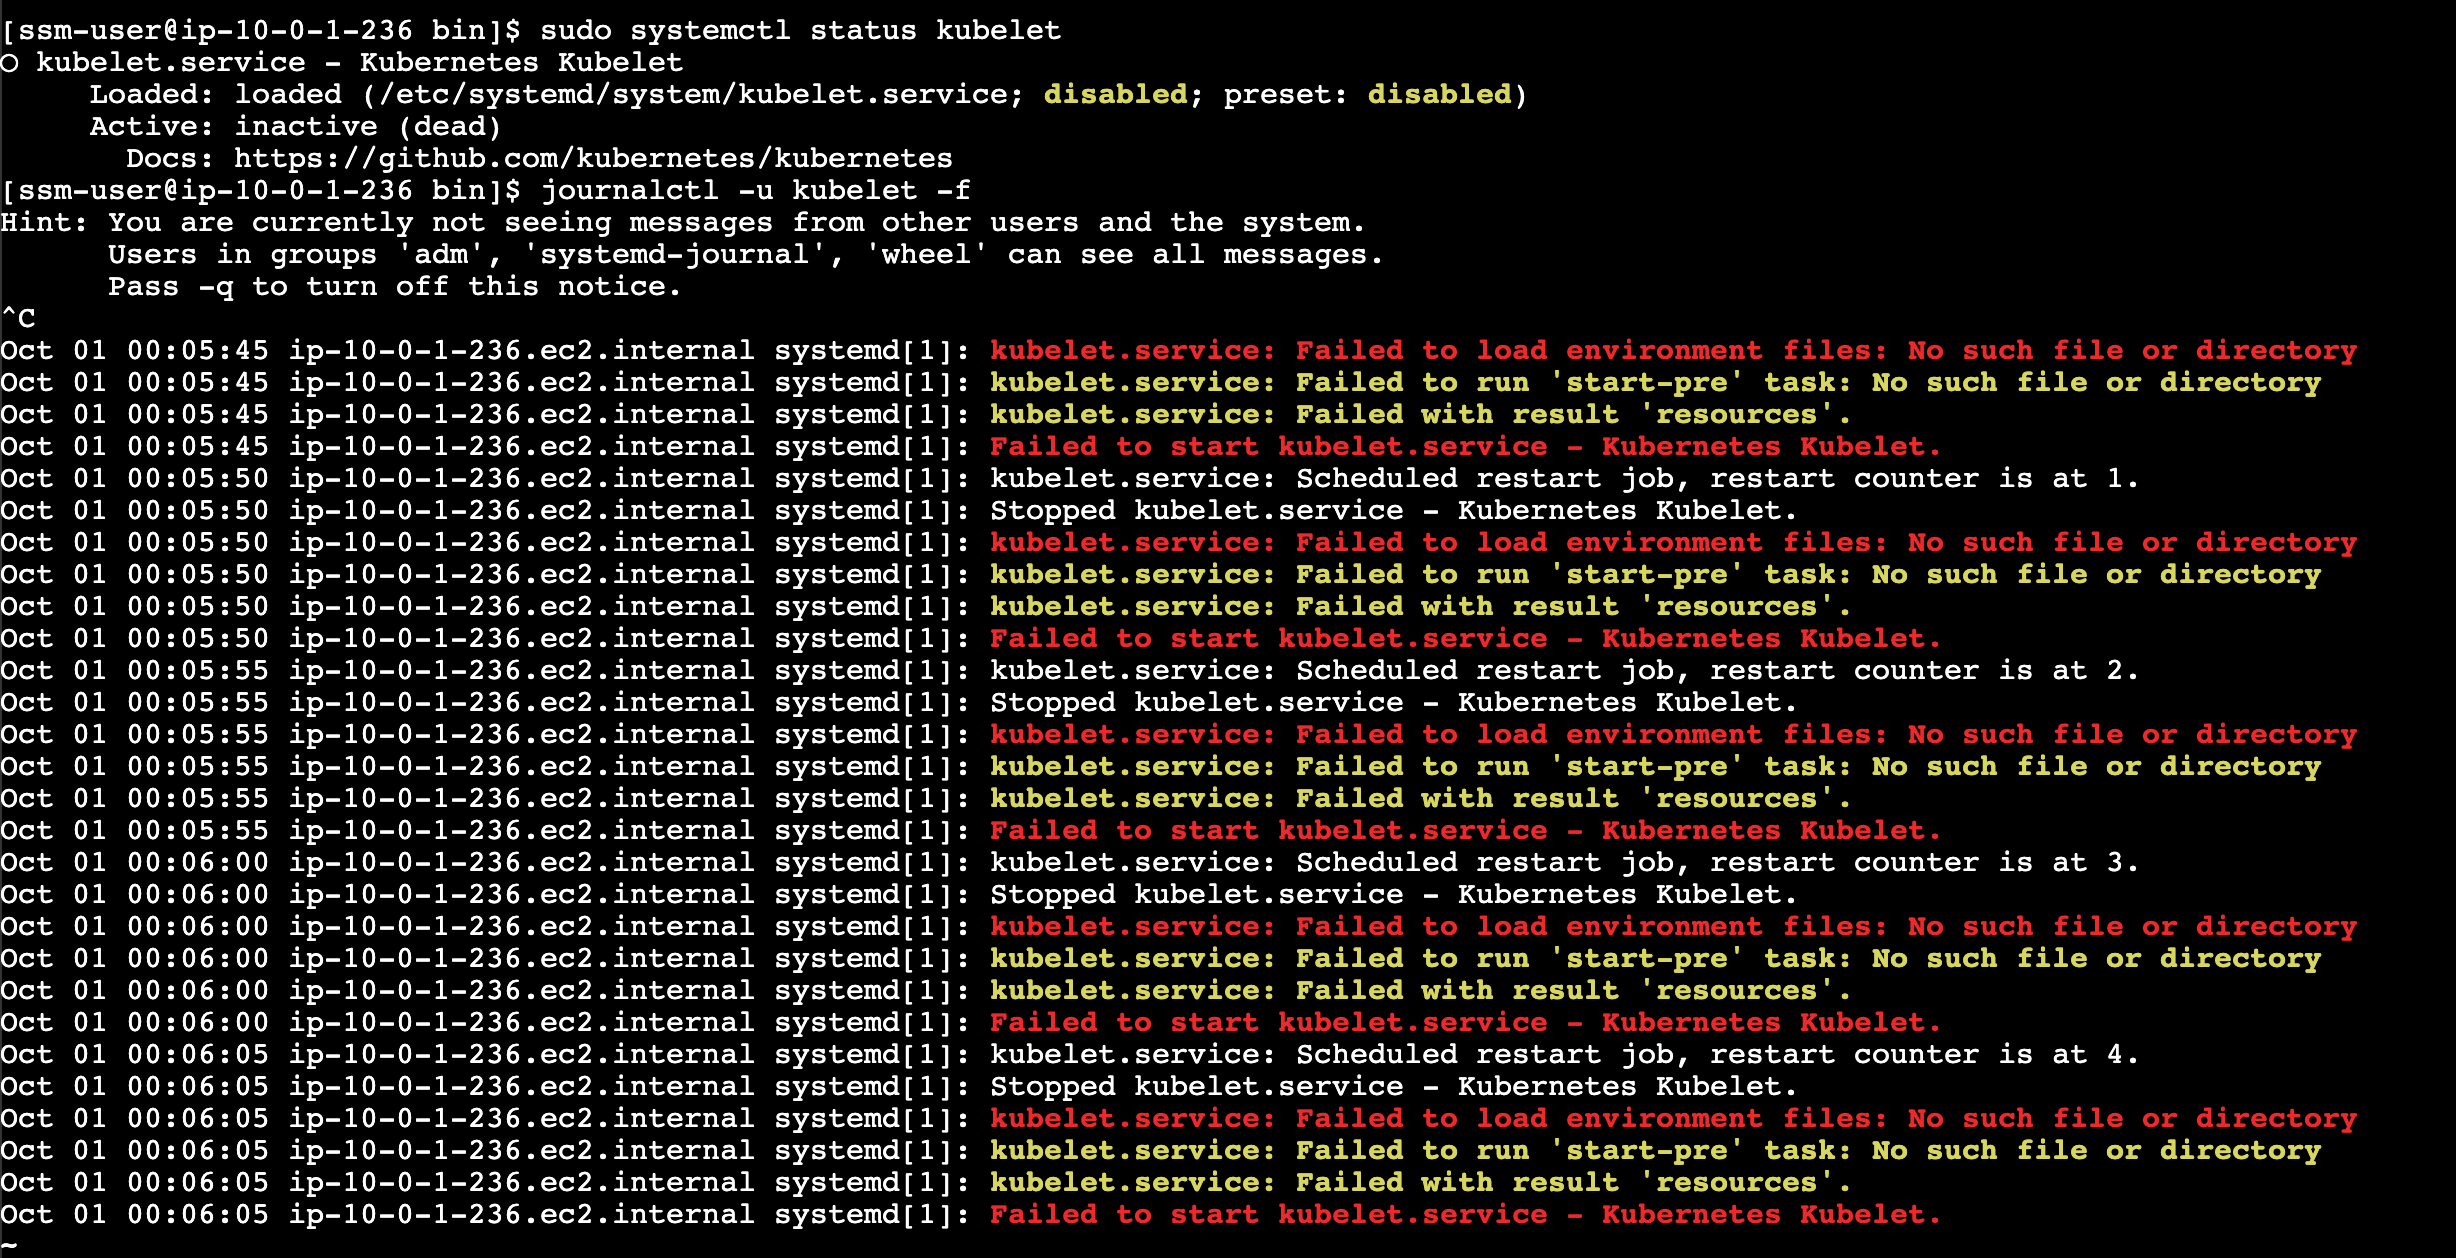 [ssm-user@ip-10-0-1-236 bin]$ sudo systemctl status kubelet
○ kubelet.service - Kubernetes Kubelet
     Loaded: loaded (/etc/systemd/system/kubelet.service; disabled; preset: disabled)
     Active: inactive (dead)
       Docs: https://github.com/kubernetes/kubernetes
[ssm-user@ip-10-0-1-236 bin]$ journalctl -u kubelet -f
Hint: You are currently not seeing messages from other users and the system.
      Users in groups 'adm', 'systemd-journal', 'wheel' can see all messages.
      Pass -q to turn off this notice.
^C
Oct 01 00:05:45 ip-10-0-1-236.ec2.internal systemd[1]: kubelet.service: Failed to load environment files: No such file or directory
Oct 01 00:05:45 ip-10-0-1-236.ec2.internal systemd[1]: kubelet.service: Failed to run 'start-pre' task: No such file or directory
Oct 01 00:05:45 ip-10-0-1-236.ec2.internal systemd[1]: kubelet.service: Failed with result 'resources'.
Oct 01 00:05:45 ip-10-0-1-236.ec2.internal systemd[1]: Failed to start kubelet.service - Kubernetes Kubelet.
Oct 01 00:05:50 ip-10-0-1-236.ec2.internal systemd[1]: kubelet.service: Scheduled restart job, restart counter is at 1.
Oct 01 00:05:50 ip-10-0-1-236.ec2.internal systemd[1]: Stopped kubelet.service - Kubernetes Kubelet.
Oct 01 00:05:50 ip-10-0-1-236.ec2.internal systemd[1]: kubelet.service: Failed to load environment files: No such file or directory
Oct 01 00:05:50 ip-10-0-1-236.ec2.internal systemd[1]: kubelet.service: Failed to run 'start-pre' task: No such file or directory
Oct 01 00:05:50 ip-10-0-1-236.ec2.internal systemd[1]: kubelet.service: Failed with result 'resources'.
Oct 01 00:05:50 ip-10-0-1-236.ec2.internal systemd[1]: Failed to start kubelet.service - Kubernetes Kubelet.
Oct 01 00:05:55 ip-10-0-1-236.ec2.internal systemd[1]: kubelet.service: Scheduled restart job, restart counter is at 2.
Oct 01 00:05:55 ip-10-0-1-236.ec2.internal systemd[1]: Stopped kubelet.service - Kubernetes Kubelet.
Oct 01 00:05:55 ip-10-0-1-236.ec2.internal systemd[1]: kubelet.service: Failed to load environment files: No such file or directory
Oct 01 00:05:55 ip-10-0-1-236.ec2.internal systemd[1]: kubelet.service: Failed to run 'start-pre' task: No such file or directory
Oct 01 00:05:55 ip-10-0-1-236.ec2.internal systemd[1]: kubelet.service: Failed with result 'resources'.
Oct 01 00:05:55 ip-10-0-1-236.ec2.internal systemd[1]: Failed to start kubelet.service - Kubernetes Kubelet.
Oct 01 00:06:00 ip-10-0-1-236.ec2.internal systemd[1]: kubelet.service: Scheduled restart job, restart counter is at 3.
Oct 01 00:06:00 ip-10-0-1-236.ec2.internal systemd[1]: Stopped kubelet.service - Kubernetes Kubelet.
Oct 01 00:06:00 ip-10-0-1-236.ec2.internal systemd[1]: kubelet.service: Failed to load environment files: No such file or directory
Oct 01 00:06:00 ip-10-0-1-236.ec2.internal systemd[1]: kubelet.service: Failed to run 'start-pre' task: No such file or directory
Oct 01 00:06:00 ip-10-0-1-236.ec2.internal systemd[1]: kubelet.service: Failed with result 'resources'.
Oct 01 00:06:00 ip-10-0-1-236.ec2.internal systemd[1]: Failed to start kubelet.service - Kubernetes Kubelet.
Oct 01 00:06:05 ip-10-0-1-236.ec2.internal systemd[1]: kubelet.service: Scheduled restart job, restart counter is at 4.
Oct 01 00:06:05 ip-10-0-1-236.ec2.internal systemd[1]: Stopped kubelet.service - Kubernetes Kubelet.
Oct 01 00:06:05 ip-10-0-1-236.ec2.internal systemd[1]: kubelet.service: Failed to load environment files: No such file or directory
Oct 01 00:06:05 ip-10-0-1-236.ec2.internal systemd[1]: kubelet.service: Failed to run 'start-pre' task: No such file or directory
Oct 01 00:06:05 ip-10-0-1-236.ec2.internal systemd[1]: kubelet.service: Failed with result 'resources'.
Oct 01 00:06:05 ip-10-0-1-236.ec2.internal systemd[1]: Failed to start kubelet.service - Kubernetes Kubelet.
~